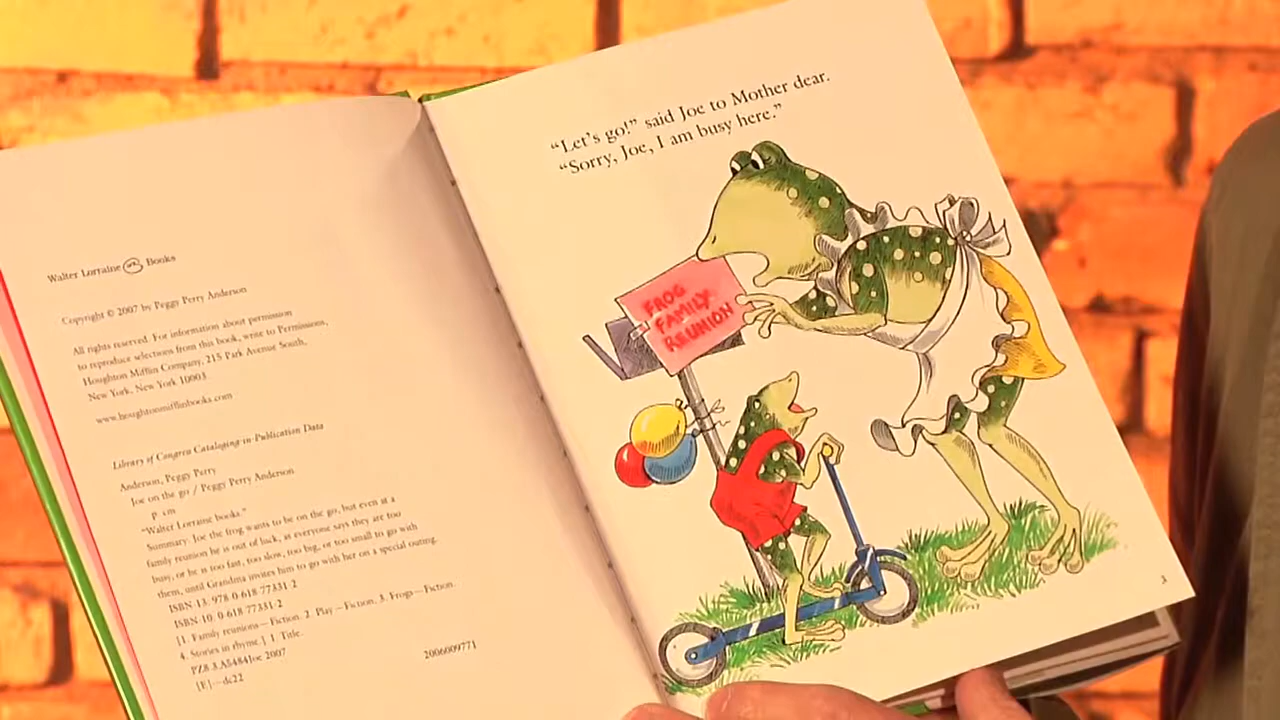 Walter Lorraine Books
Copyright © 2007 by Peggy Perry Anderson
All rights reserved. For information about permission
to reproduce selections from this book, write to Permissions,
Houghton Mifflin Company, 215 Park Avenue South,
New York, New York 10003.
www.houghtonmifflinbooks.com
Library of Congress Cataloging-in-Publication Data
Anderson, Peggy Perry
Joe on the go / Peggy Perry Anderson
p. cm
"Walter Lorraine books."
Summary: Joe the frog wants to be on the go, but even at a
family reunion he is out of luck, as everyone says they are too
busy, or he is too fast, too slow, too big, or too small to go with
them, until Grandma invites him to go with her on a special outing.
ISBN-13: 978-0-618-77331-2
ISBN-10: 0-618-77331-2
[1. Family reunions—Fiction. 2. Play—Fiction. 3. Frogs—Fiction.
4. Stories in rhyme.] I. Title.
PZ8.3.A5484Joe 2007
[E]—dc22
2006009771
“Let’s go!” said Joe to Mother dear.
“Sorry, Joe, I am busy here.”
FROG
FAMILY
REUNION
3